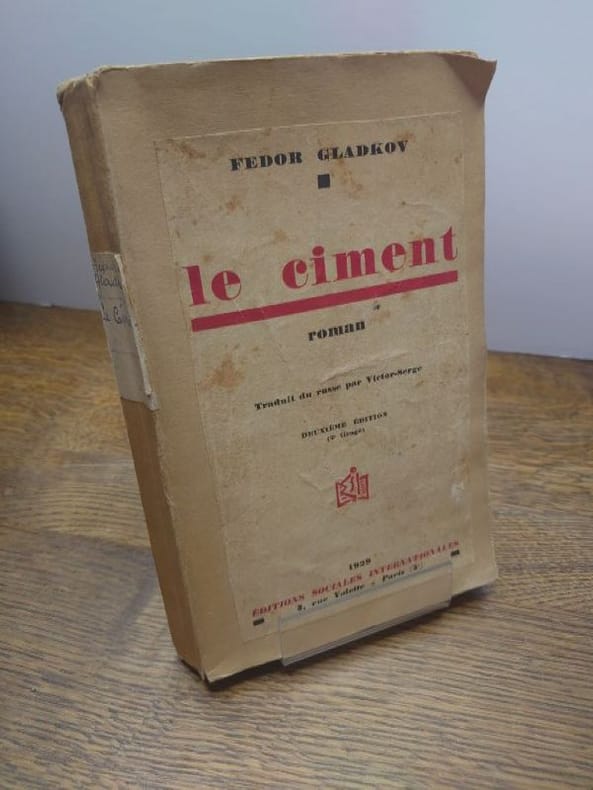 FEDOR GLADKOV
le ciment
roman
Traduit du russe par Victor-Serge
DEUXIÈME ÉDITION
1929
ÉDITIONS SOCIALES INTERNATIONALES
3, rue Valette - Paris (5e)